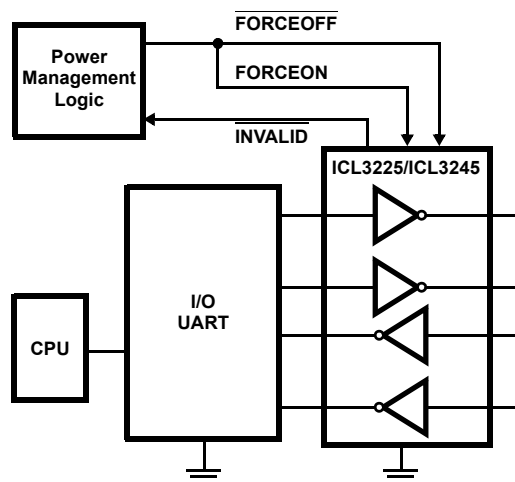 FORCEOFF
Power
Management
Logic
FORCEON
INVALID
ICL3225/ICL3245
I/O
UART
CPU